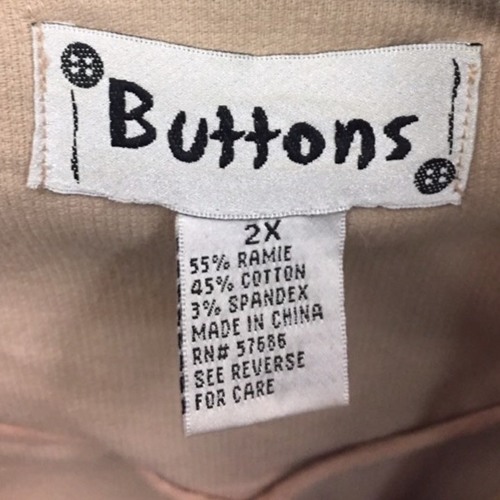 Buttons
2X
55% RAMIE
45% COTTON
3% SPANDEX
MADE IN CHINA
RN# 57686
SEE REVERSE
FOR CARE